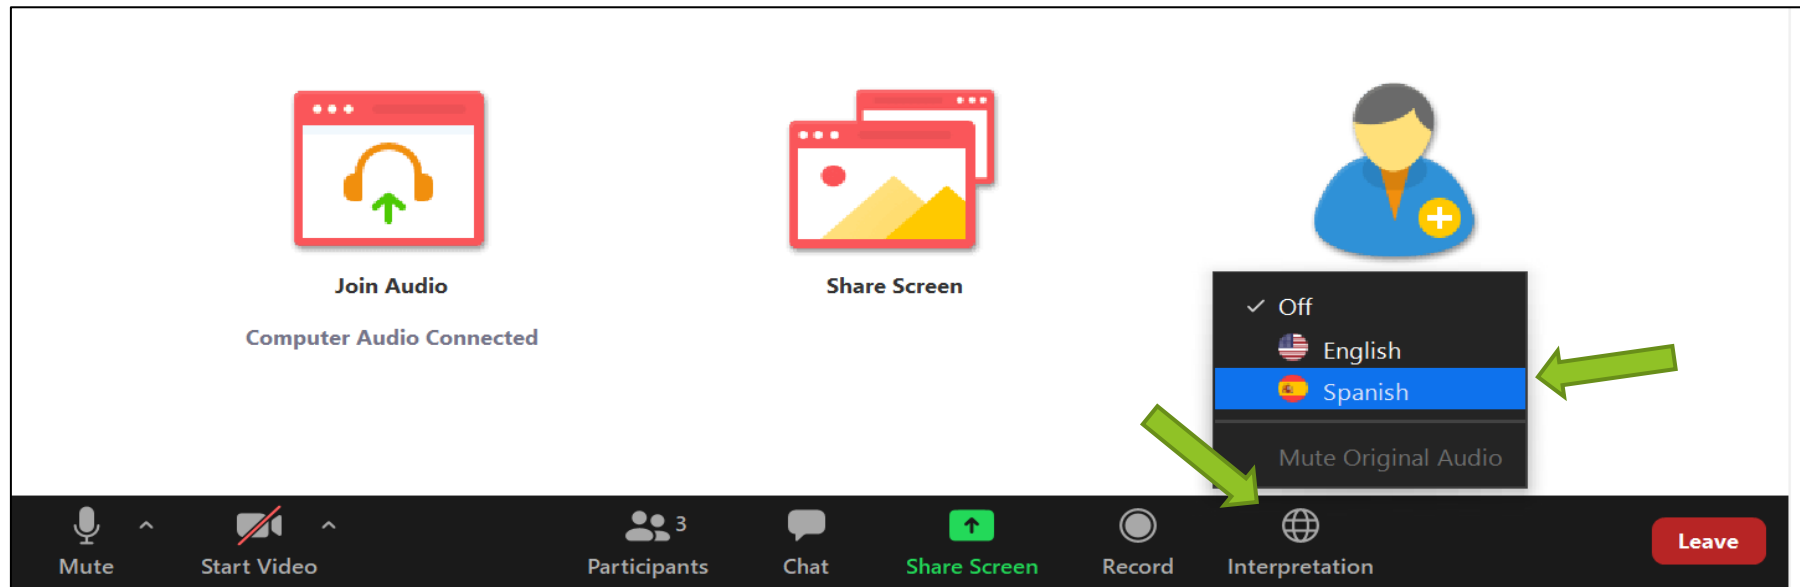 Join Audio
Computer Audio Connected
Share Screen
Off
English
Spanish
Mute Original Audio
Mute
Start Video
Participants
3
Chat
Share Screen
Record
Interpretation
Leave